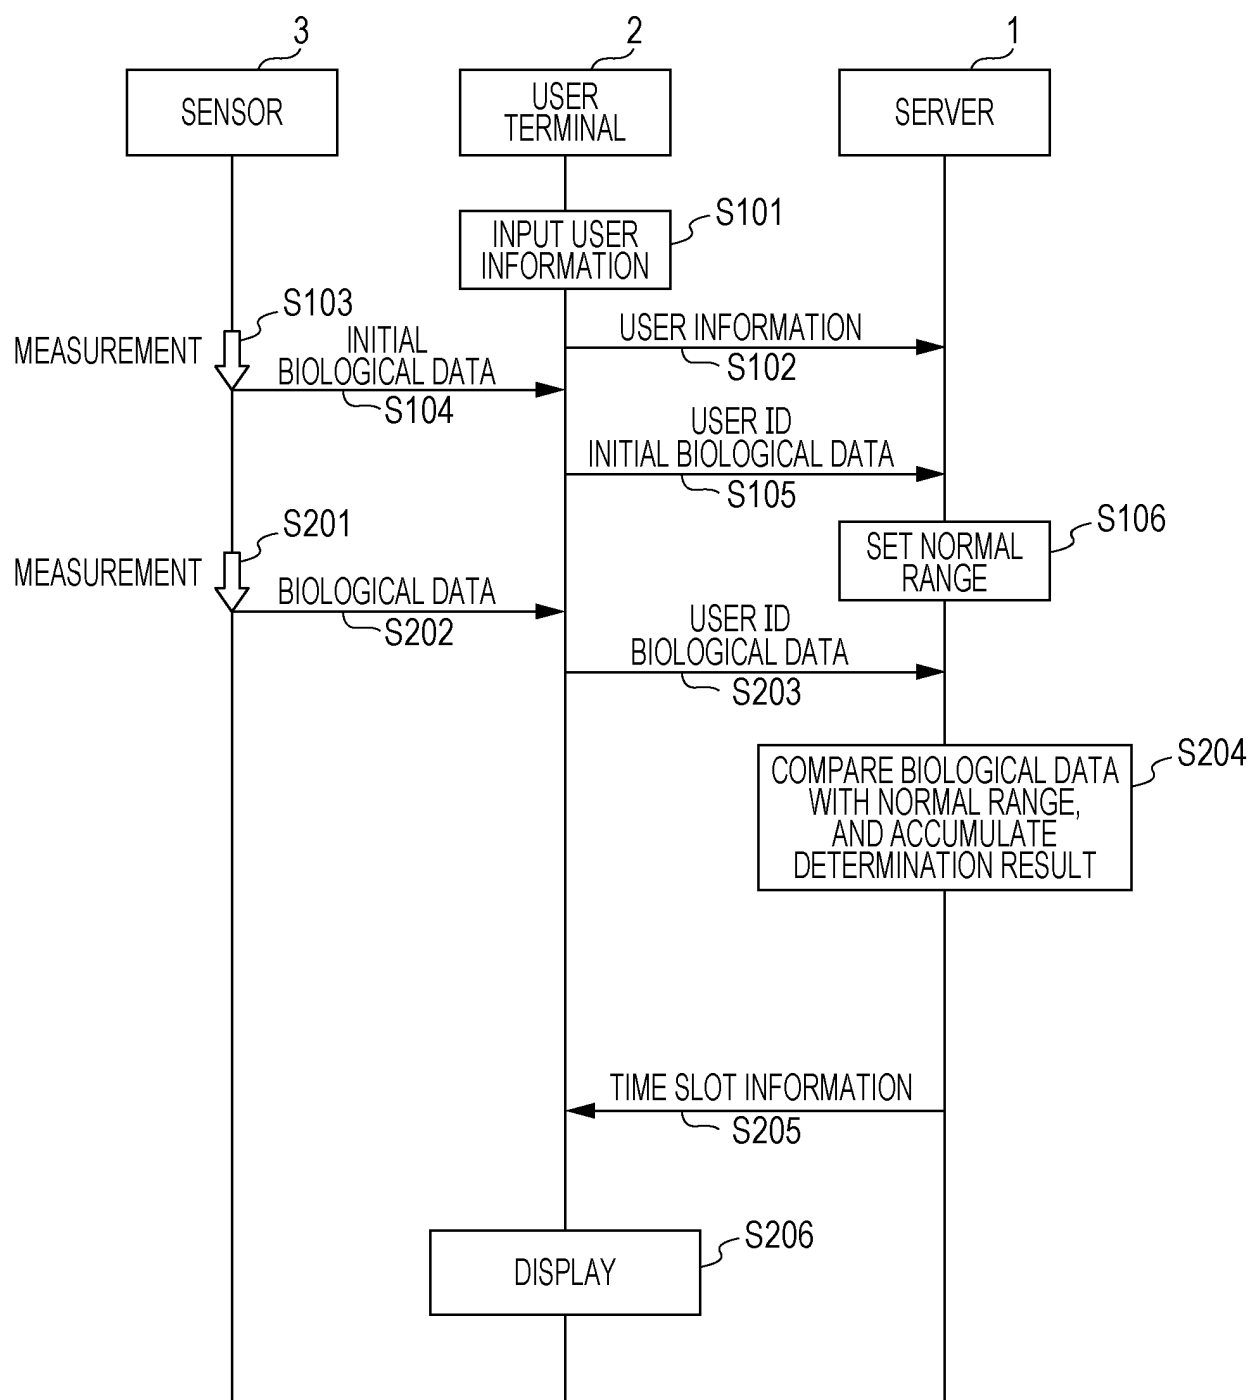 3
2
1
SENSOR
USER
TERMINAL
SERVER
INPUT USER
INFORMATION
S101
S103
MEASUREMENT
INITIAL
BIOLOGICAL DATA
S104
USER INFORMATION
S102
USER ID
INITIAL BIOLOGICAL DATA
S105
S106
SET NORMAL
RANGE
S201
MEASUREMENT
BIOLOGICAL DATA
S202
USER ID
BIOLOGICAL DATA
S203
S204
COMPARE BIOLOGICAL DATA
WITH NORMAL RANGE,
AND ACCUMULATE
DETERMINATION RESULT
TIME SLOT INFORMATION
S205
S206
DISPLAY